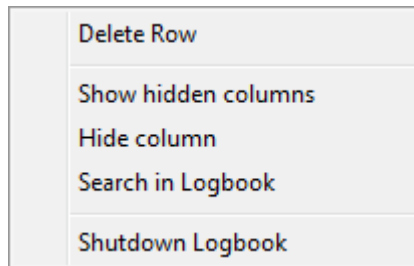 Delete Row
Show hidden columns
Hide column
Search in Logbook
Shutdown Logbook